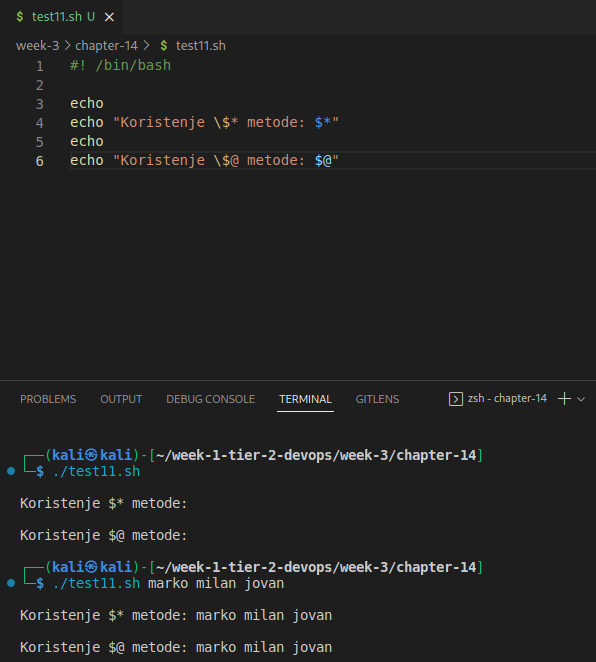 $ test11.sh U ×
week-3 > chapter-14 > $ test11.sh
1 #! /bin/bash
2
3 echo
4 echo "Koristenje \$* metode: $*"
5 echo
6 echo "Koristenje \$@ metode: $@"
PROBLEMS OUTPUT DEBUG CONSOLE TERMINAL GITLENS zsh - chapter-14
┌──(kali㉿kali)-[~/week-1-tier-2-devops/week-3/chapter-14]
└─$ ./test11.sh
Koristenje $* metode:
Koristenje $@ metode:
┌──(kali㉿kali)-[~/week-1-tier-2-devops/week-3/chapter-14]
└─$ ./test11.sh marko milan jovan
Koristenje $* metode: marko milan jovan
Koristenje $@ metode: marko milan jovan